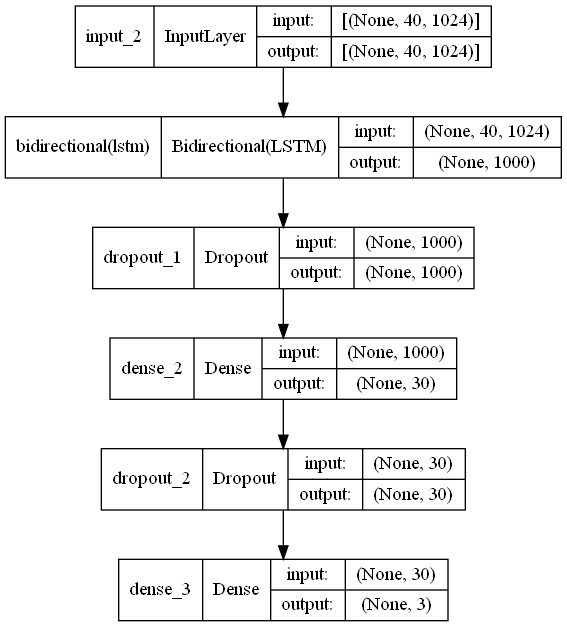 input_2 InputLayer input: [(None, 40, 1024)]
output: [(None, 40, 1024)]
bidirectional(lstm) Bidirectional(LSTM) input: (None, 40, 1024)
output: (None, 1000)
dropout_1 Dropout input: (None, 1000)
output: (None, 1000)
dense_2 Dense input: (None, 1000)
output: (None, 30)
dropout_2 Dropout input: (None, 30)
output: (None, 30)
dense_3 Dense input: (None, 30)
output: (None, 3)